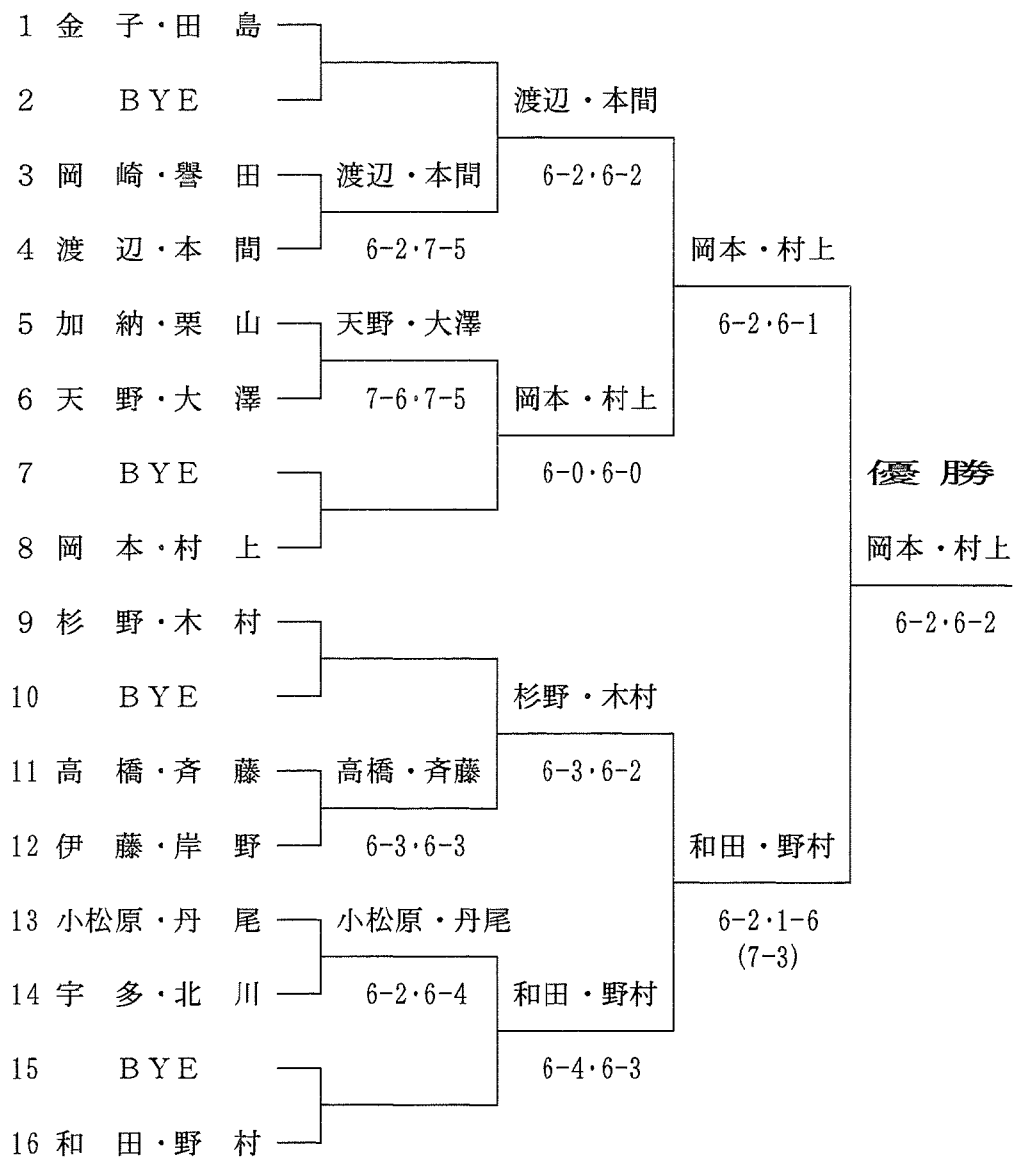 1 金 子・田 島
2 BYE 渡辺・本間
3 岡 崎・誉 田 渡辺・本間 6-2・6-2
4 渡 辺・本 間 6-2・7-5 岡本・村上
5 加 納・栗 山 天野・大澤 6-2・6-1
6 天 野・大 澤 7-6・7-5 岡本・村上
7 BYE 6-0・6-0 優 勝
8 岡 本・村 上 岡本・村上
9 杉 野・木 村 6-2・6-2
10 BYE 杉野・木村
11 高 橋・斉 藤 高橋・斉藤 6-3・6-2
12 伊 藤・岸 野 6-3・6-3 和田・野村
13 小松原・丹 尾 小松原・丹尾 6-2・1-6
(7-3)
14 宇 多・北 川 6-2・6-4 和田・野村
15 BYE 6-4・6-3
16 和 田・野 村